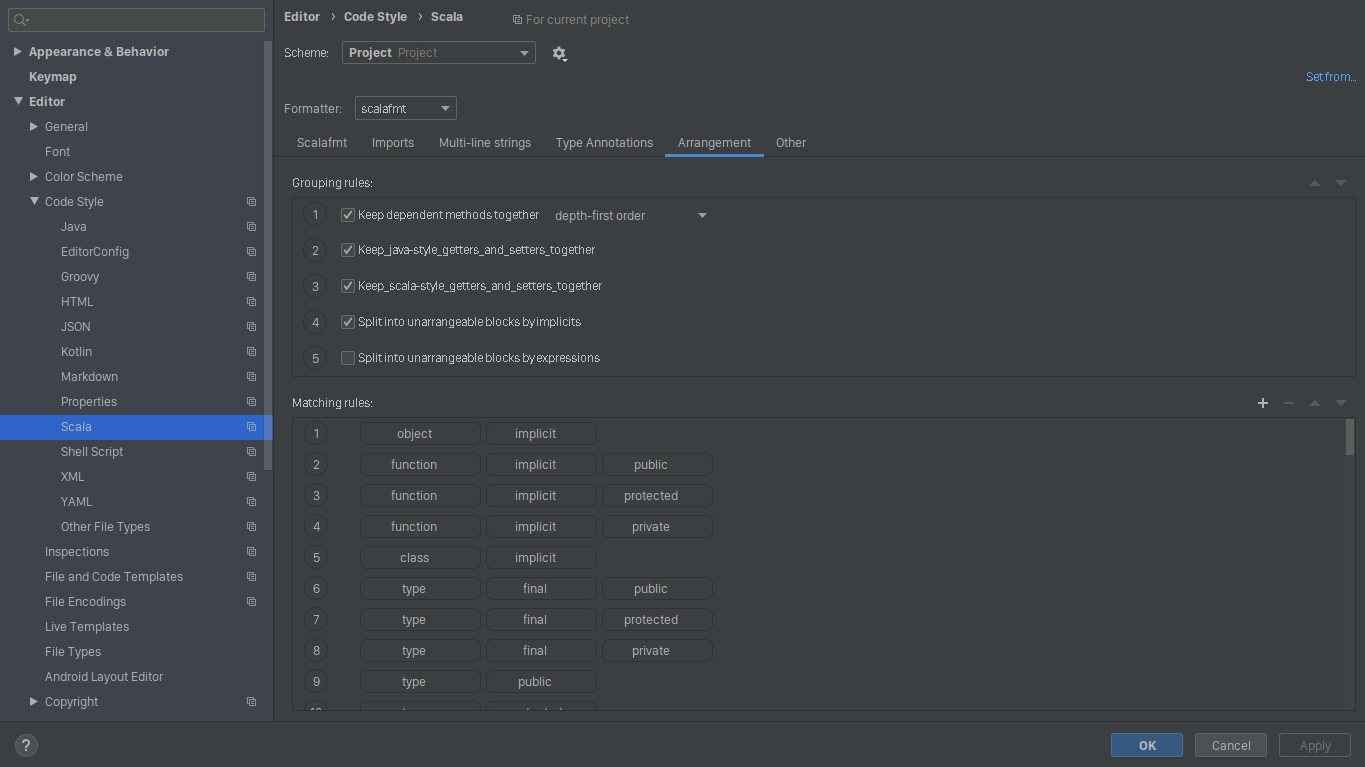 Appearance & Behavior
Keymap
Editor
General
Font
Color Scheme
Code Style
Java
EditorConfig
Groovy
HTML
JSON
Kotlin
Markdown
Properties
Scala
Shell Script
XML
YAML
Other File Types
Inspections
File and Code Templates
File Encodings
Live Templates
File Types
Android Layout Editor
Copyright
?
Editor › Code Style › Scala For current project
Scheme: Project Project
Set from...
Formatter: scalafmt
Scalafmt Imports Multi-line strings Type Annotations Arrangement Other
Grouping rules:
1 Keep dependent methods together depth-first order
2 Keep_java-style_getters_and_setters_together
3 Keep_scala-style_getters_and_setters_together
4 Split into unarrangeable blocks by implicits
5 Split into unarrangeable blocks by expressions
Matching rules:
1 object implicit
2 function implicit public
3 function implicit protected
4 function implicit private
5 class implicit
6 type final public
7 type final protected
8 type final private
9 type public
OK Cancel Apply